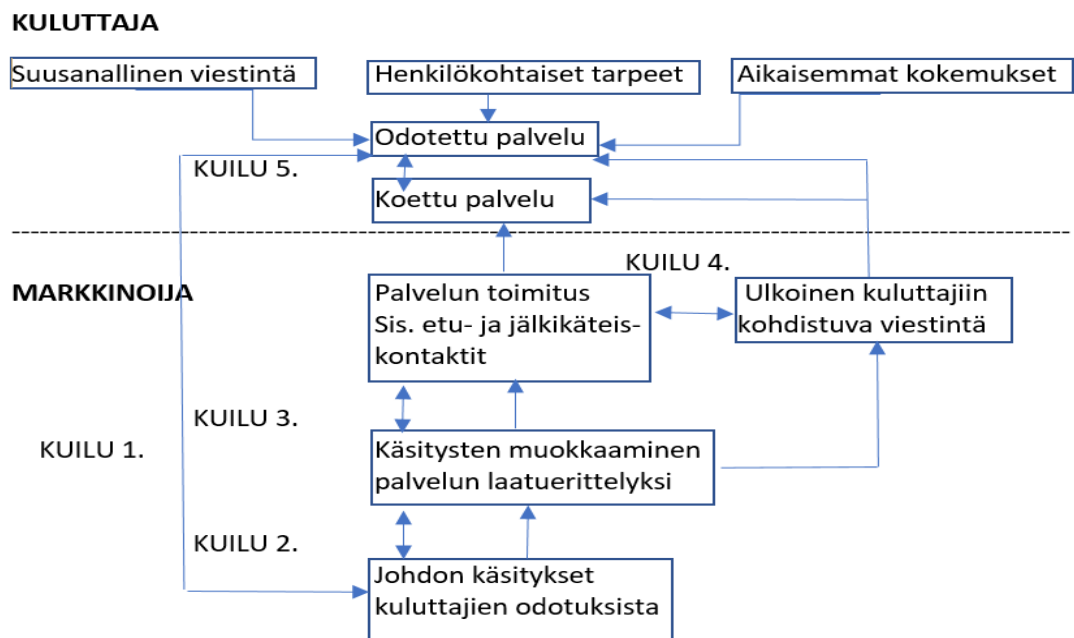 KULUTTAJA
Suusanallinen viestintä
Henkilökohtaiset tarpeet
Aikaisemmat kokemukset
Odotettu palvelu
KUILU 5.
Koettu palvelu
KUILU 4.
MARKKINOIJA
Palvelun toimitus
Sis. etu- ja jälkikäteis-
kontaktit
Ulkoinen kuluttajiin
kohdistuva viestintä
KUILU 3.
KUILU 1.
Käsitysten muokkaaminen
palvelun laatuerittelyksi
KUILU 2.
Johdon käsitykset
kuluttajien odotuksista